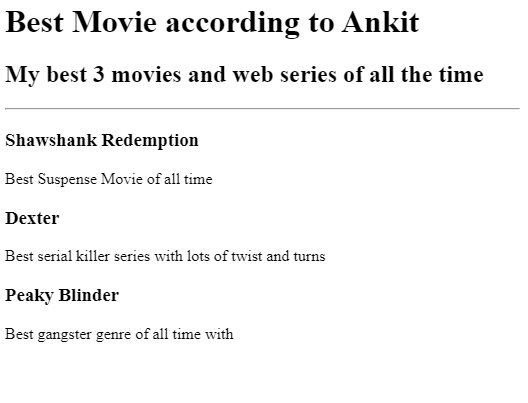 Best Movie according to Ankit
My best 3 movies and web series of all the time
Shawshank Redemption
Best Suspense Movie of all time
Dexter
Best serial killer series with lots of twist and turns
Peaky Blinder
Best gangster genre of all time with